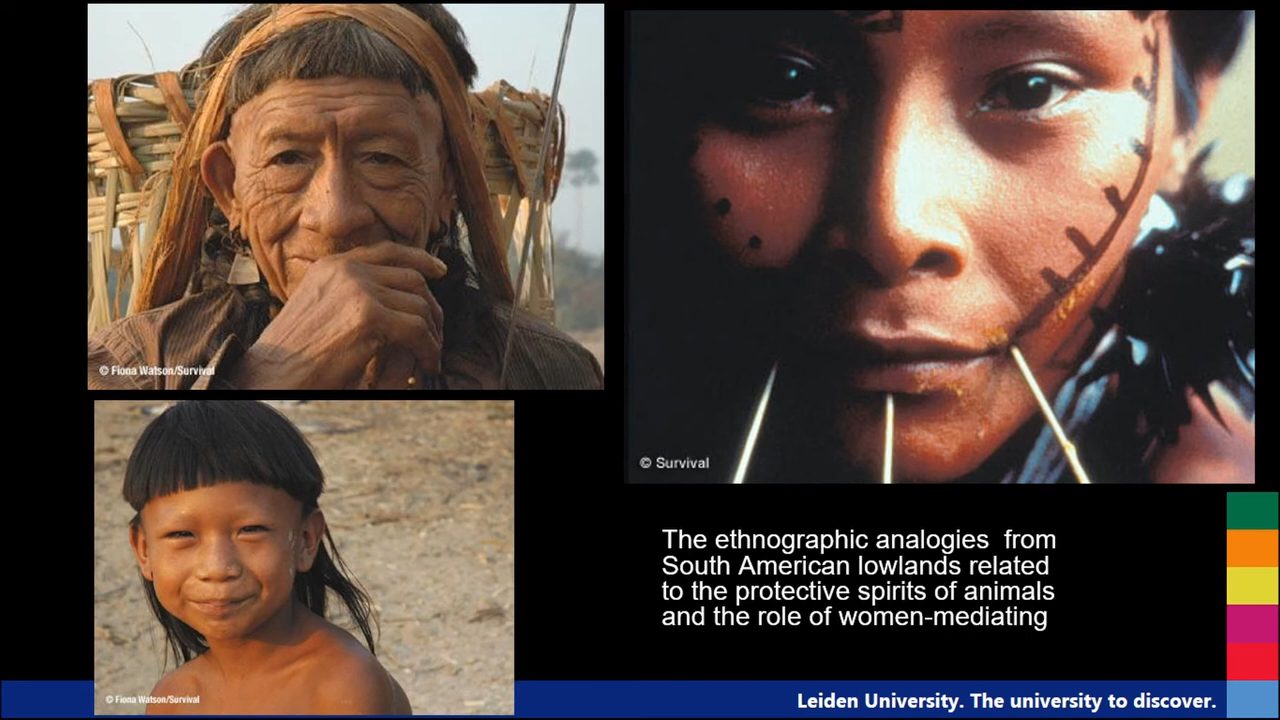 © Fiona Watson/Survival
© Survival
© Fiona Watson/Survival
The ethnographic analogies  from
South American lowlands related
to the protective spirits of animals
and the role of women-mediating
Leiden University. The university to discover.